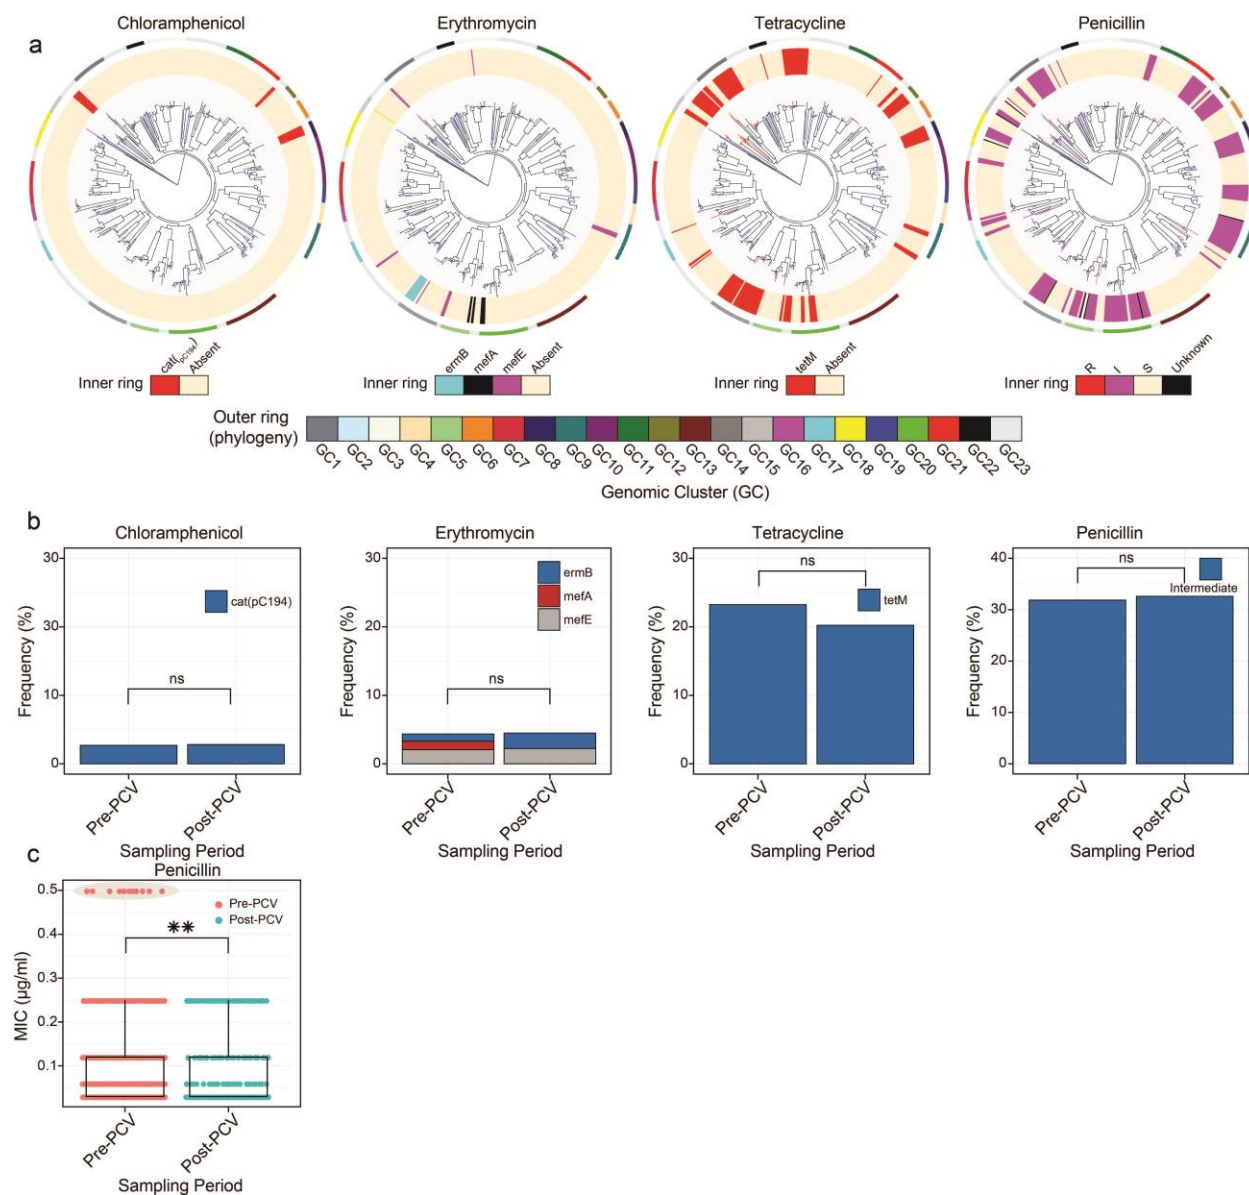 a
Chloramphenicol
Erythromycin
Tetracycline
Penicillin
Inner ring
cat(pC194)
Absent
Inner ring
ermB
mefA
mefE
Absent
Inner ring
tetM
Absent
Inner ring
R
I
S
Unknown
Outer ring
(phylogeny)
GC1
GC2
GC3
GC4
GC5
GC6
GC7
GC8
GC9
GC10
GC11
GC12
GC13
GC14
GC15
GC16
GC17
GC18
GC19
GC20
GC21
GC22
GC23
Genomic Cluster (GC)
b
Chloramphenicol
Frequency (%)
30
30
10
0
cat(pC194)
ns
Pre-PCV
Post-PCV
Sampling Period
Erythromycin
Frequency (%)
30
20
10
0
ermB
mefA
mefE
ns
Pre-PCV
Post-PCV
Sampling Period
Tetracycline
Frequency (%)
30
20
10
0
ns
tetM
Pre-PCV
Post-PCV
Sampling Period
Penicillin
Frequency (%)
40
30
20
10
0
ns
Intermediate
Pre-PCV
Post-PCV
Sampling Period
c
Penicillin
MIC (μg/ml)
0.5
0.4
0.3
0.2
0.1
Pre-PCV
Post-PCV
**
Pre-PCV
Post-PCV
Sampling Period